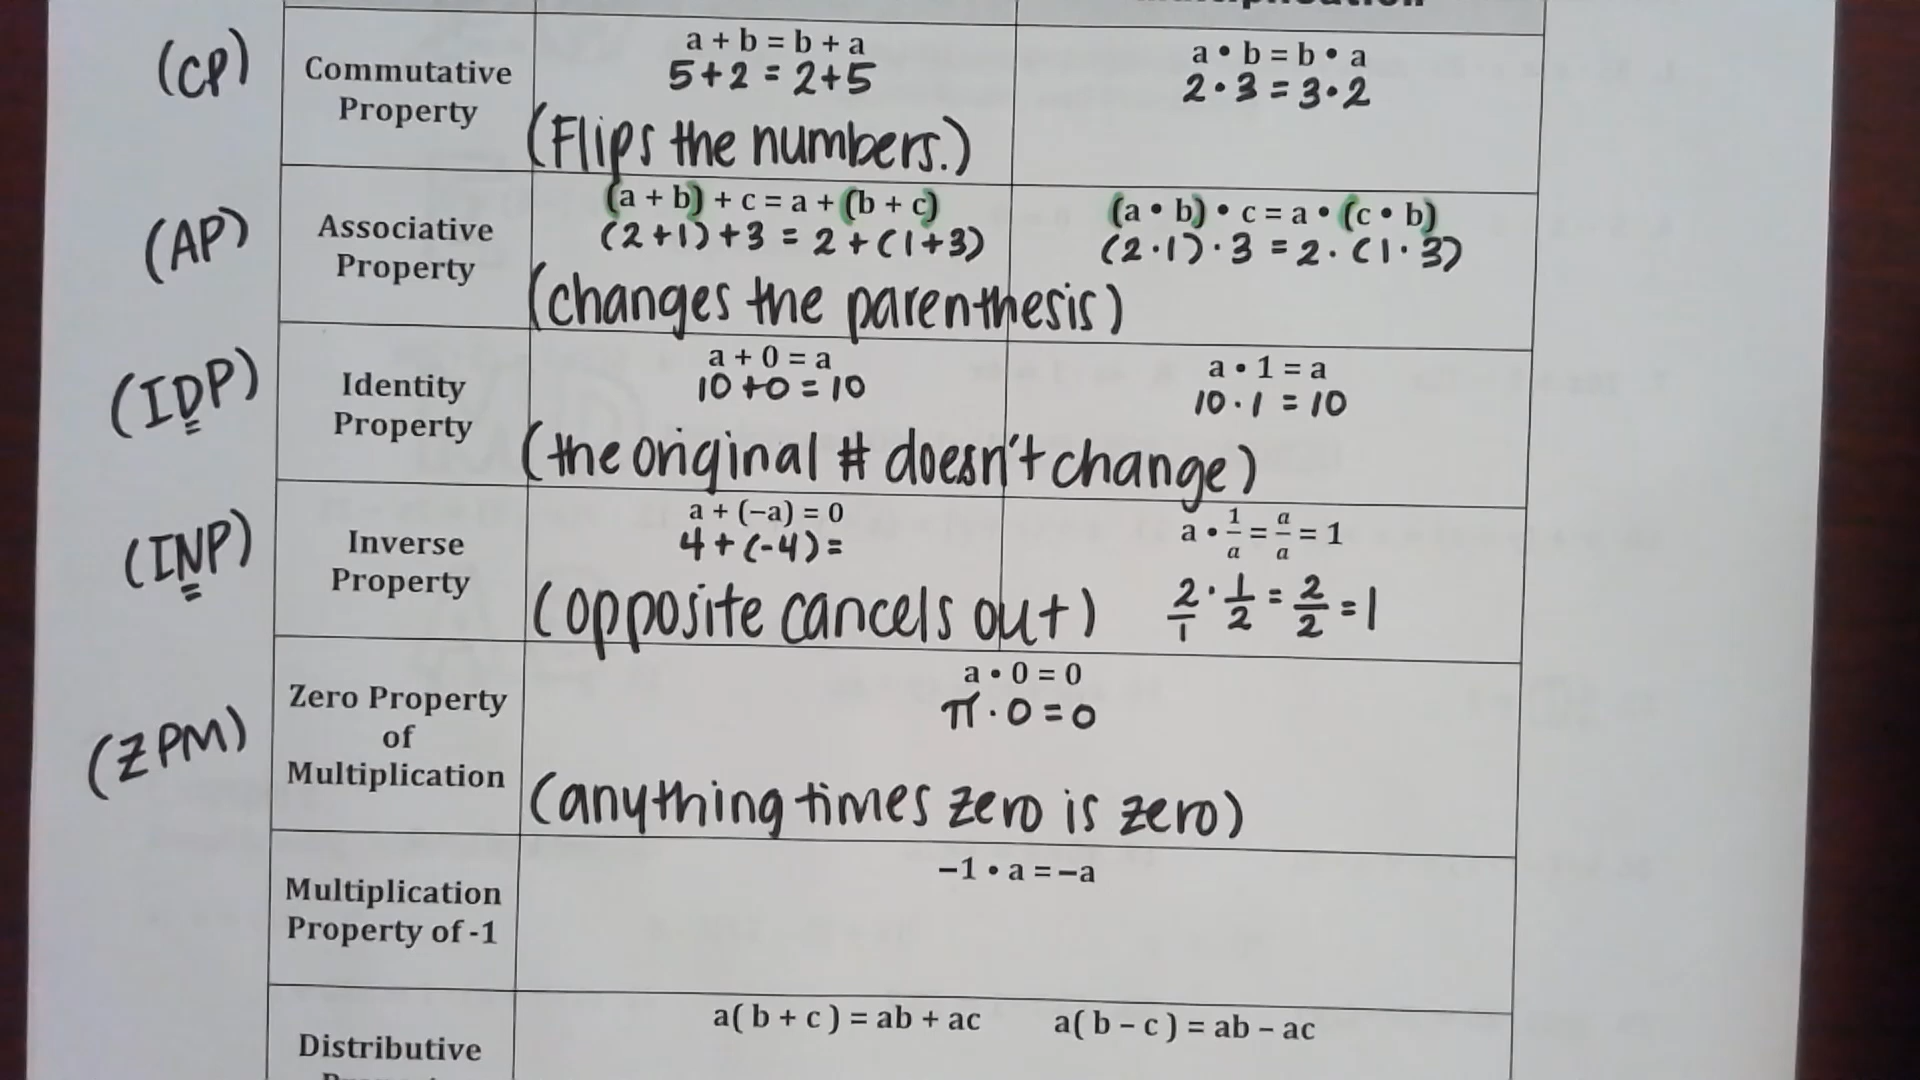 (CP)
Commutative
Property
a + b = b + a
5+2 = 2+5
a • b = b • a
2·3 = 3·2
(Flips the numbers.)
(AP)
Associative
Property
(a + b) + c = a + (b + c)
(2+1)+3 = 2+(1+3)
(a • b) • c = a • (c • b)
(2·1)·3 = 2·(1·3)
(changes the parenthesis)
(IDP)
Identity
Property
a + 0 = a
10+0 = 10
a • 1 = a
10·1 = 10
(the original # doesn't change)
(INP)
Inverse
Property
a + (−a) = 0
4+(-4) =
a • 1/a = a/a = 1
2/1 · 1/2 = 2/2 = 1
(opposite cancels out)
(ZPM)
Zero Property
of
Multiplication
a • 0 = 0
π·0=0
(anything times zero is zero)
Multiplication
Property of -1
−1 • a = −a
Distributive
a( b + c ) = ab + ac
a( b − c ) = ab − ac